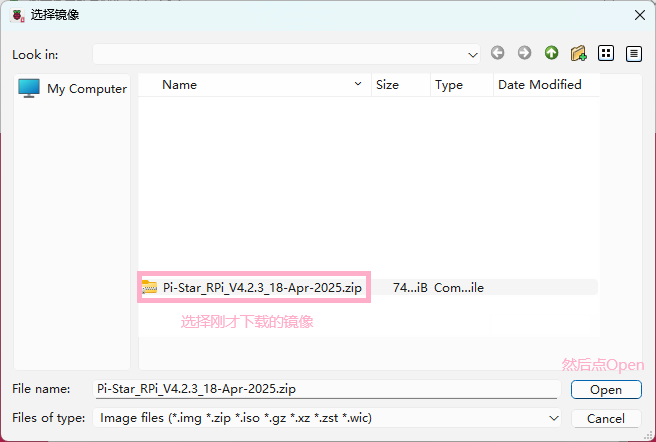 选择镜像
Look in:
My Computer
Name Size Type Date Modified
Pi-Star_RPi_V4.2.3_18-Apr-2025.zip 74...iB Com...ile
选择刚才下载的镜像
然后点Open
File name: Pi-Star_RPi_V4.2.3_18-Apr-2025.zip Open
Files of type: Image files (*.img *.zip *.iso *.gz *.xz *.zst *.wic) Cancel